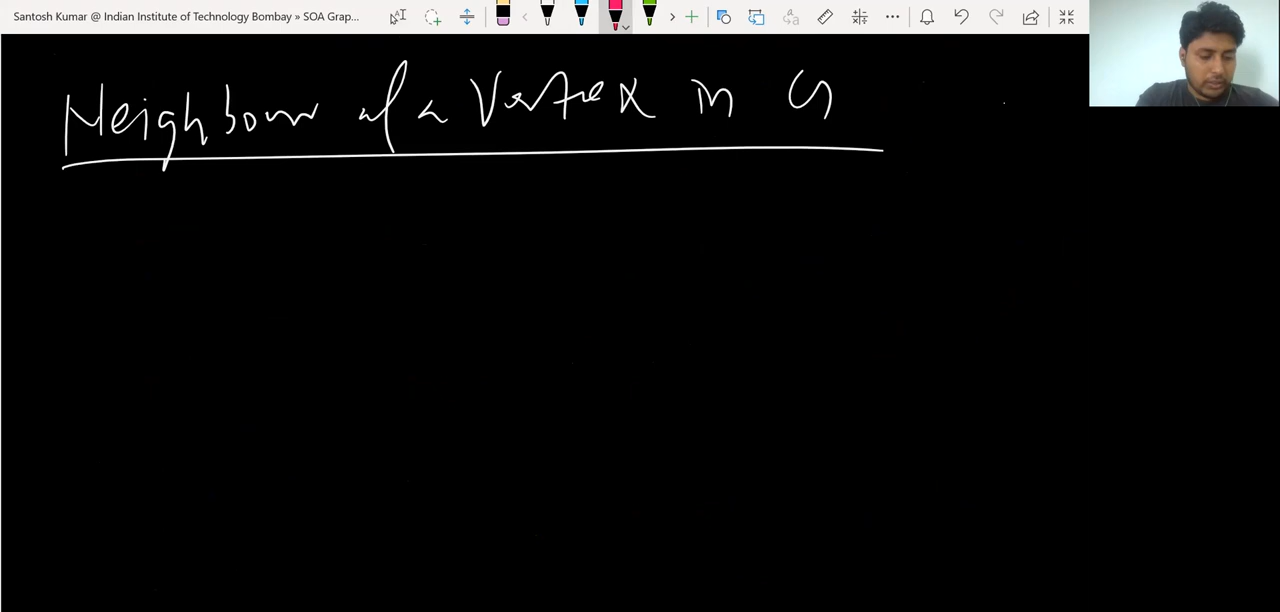 Santosh Kumar @ Indian Institute of Technology Bombay » SOA Grap...
Neighbour of a Vertex in G